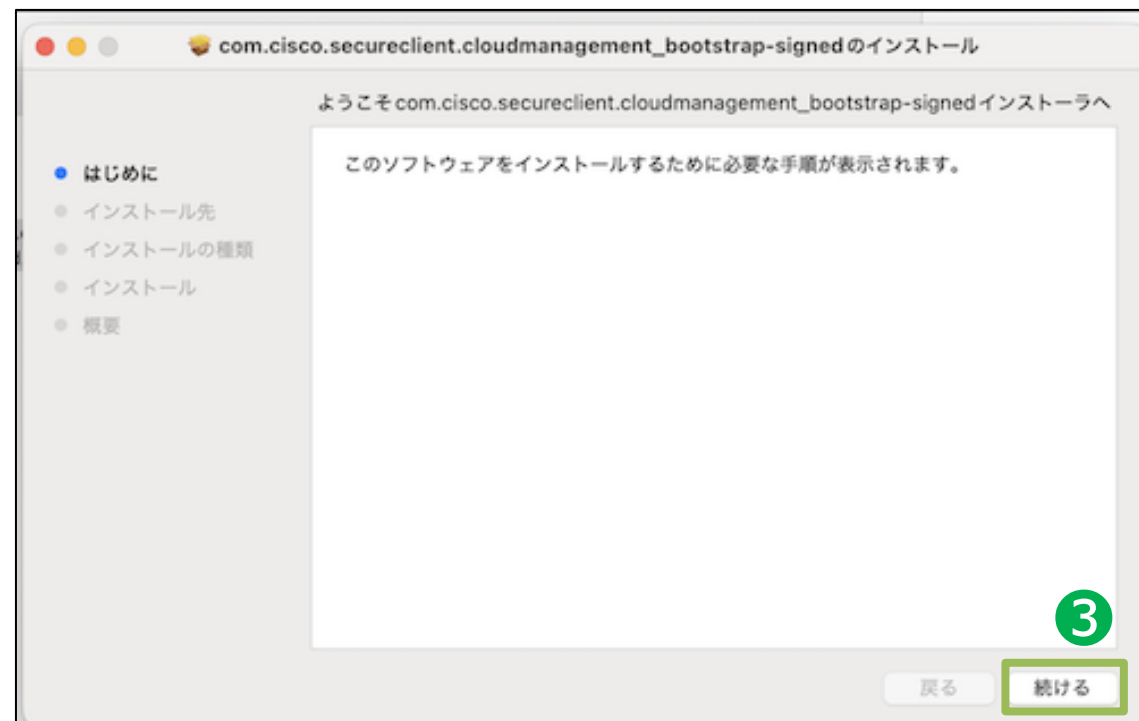 com.cisco.secureclient.cloudmanagement_bootstrap-signedのインストール
ようこそcom.cisco.secureclient.cloudmanagement_bootstrap-signedインストーラへ
はじめに
インストール先
インストールの種類
インストール
概要
このソフトウェアをインストールするために必要な手順が表示されます。
3
戻る
続ける